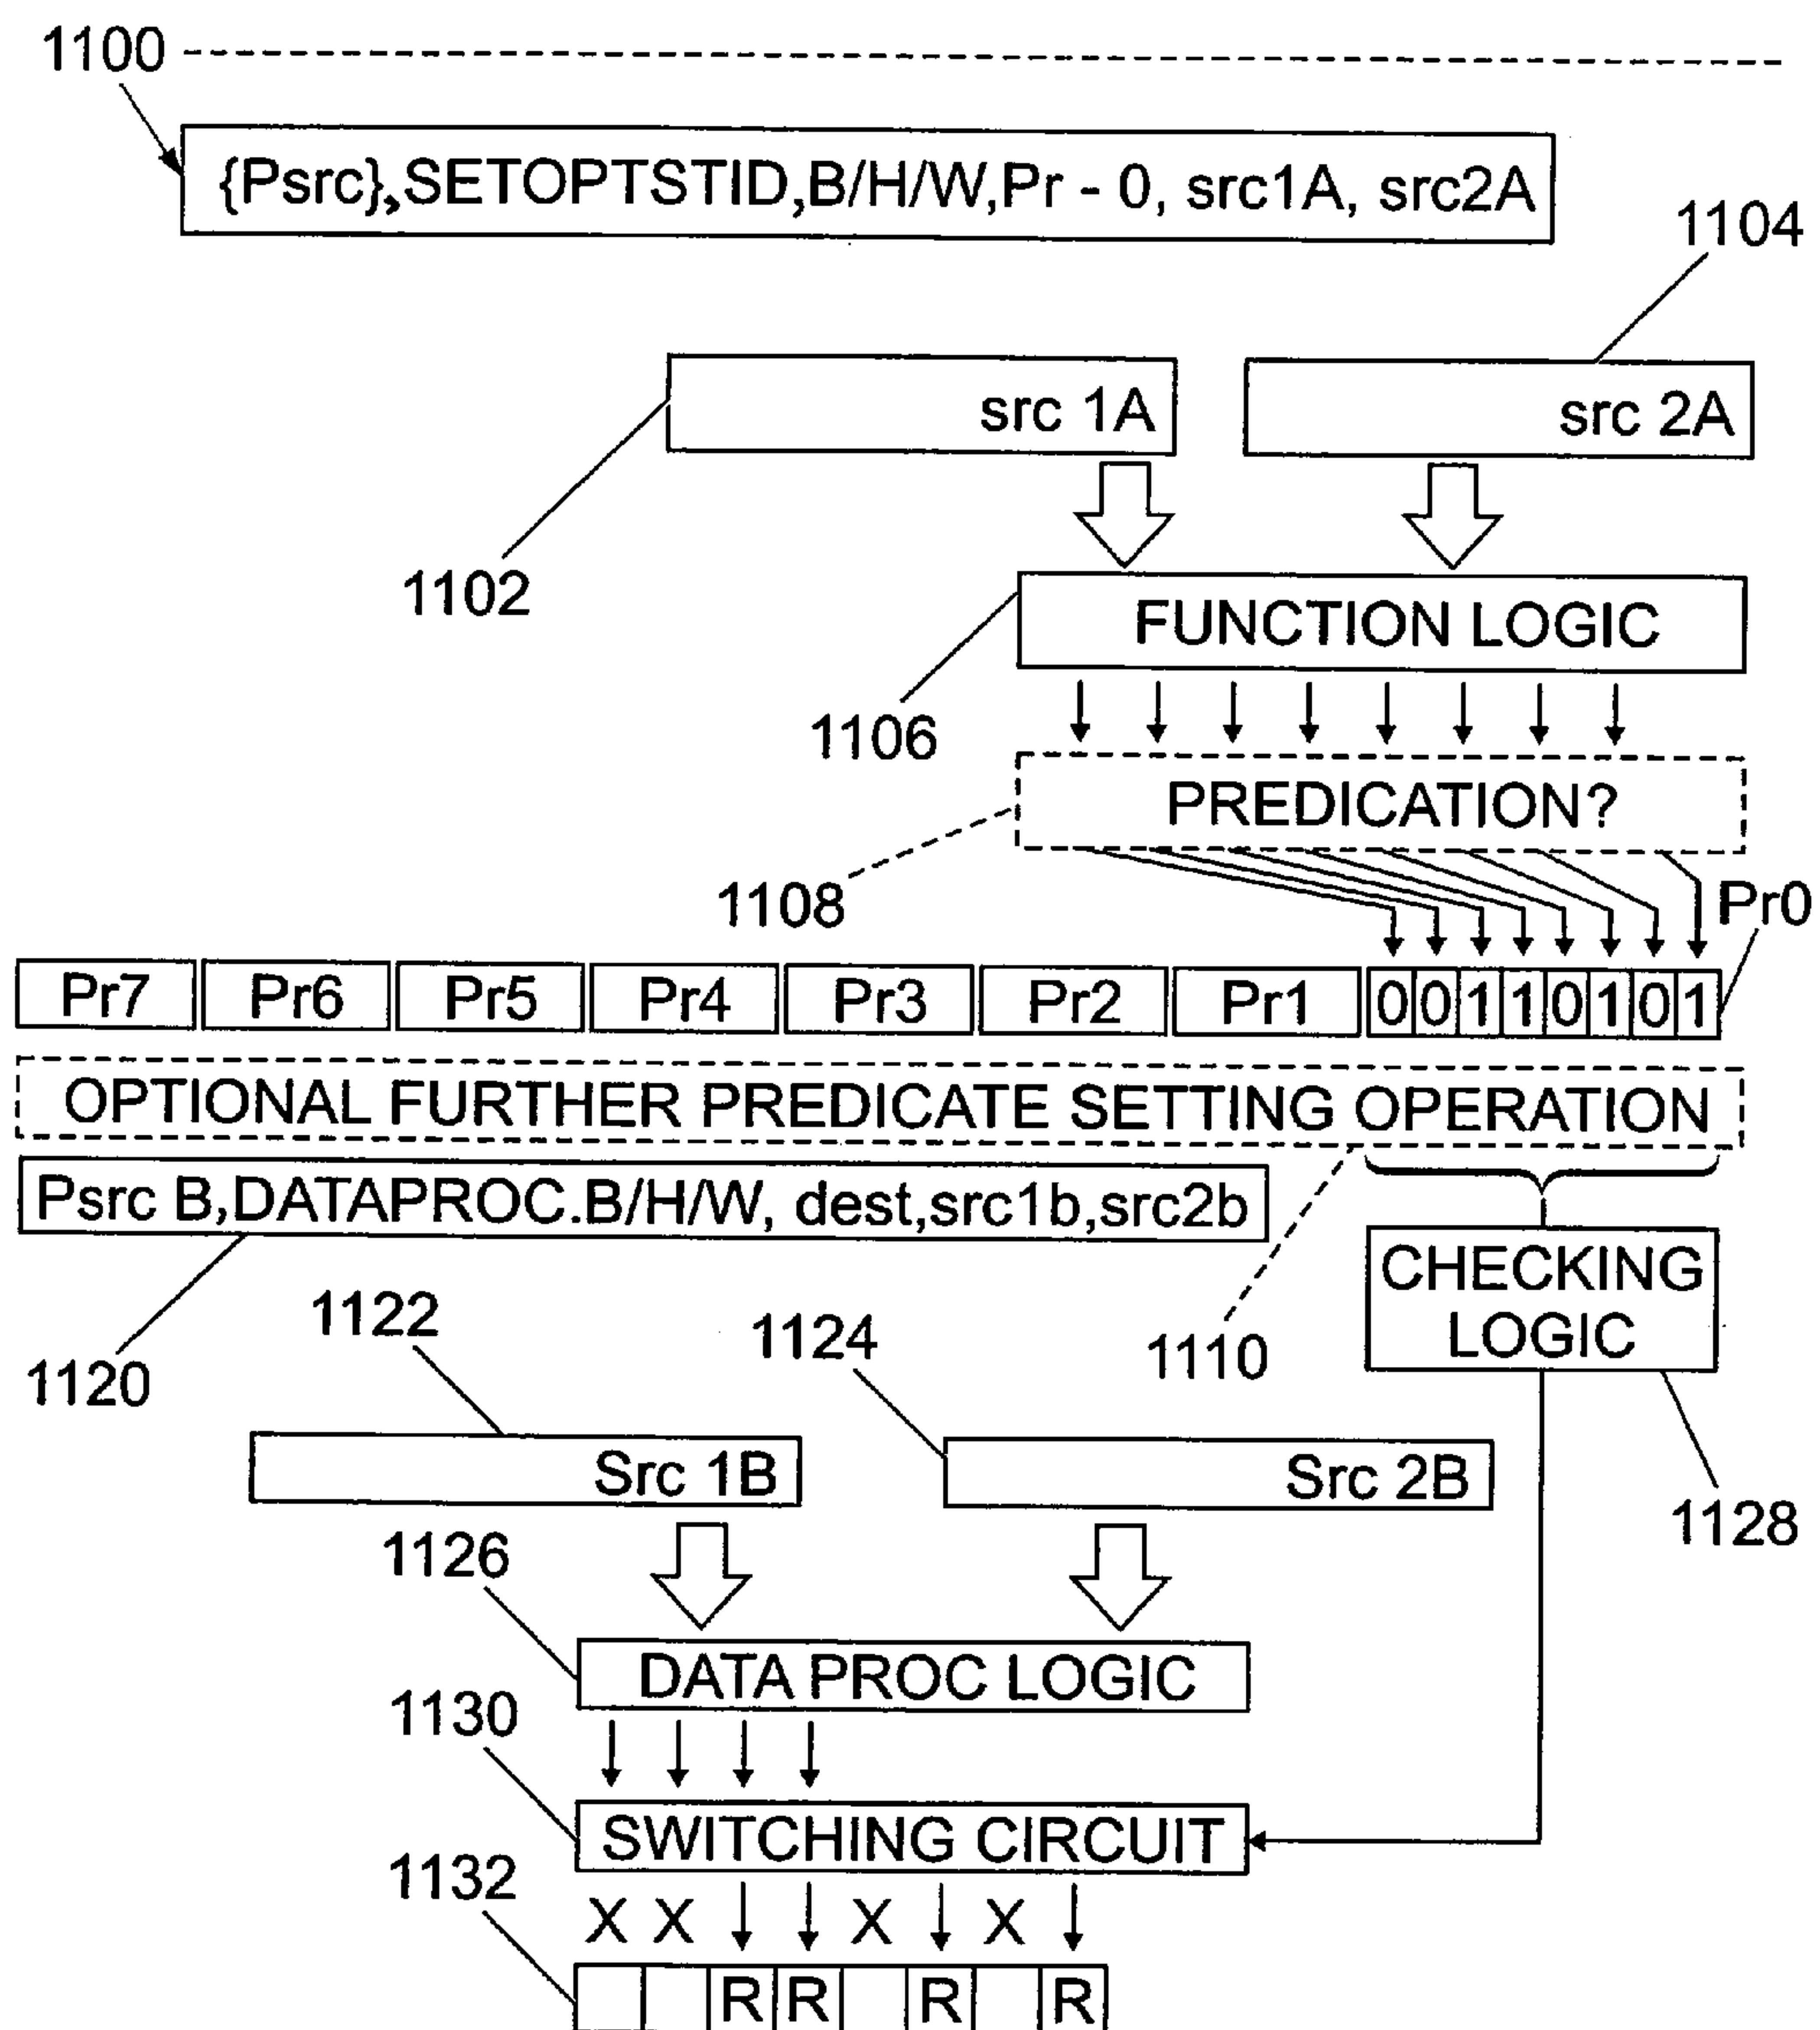 1100
{Psrc},SETOPTSTID,B/H/W,Pr - 0, src1A, src2A
1104
src 1A
src 2A
1102
FUNCTION LOGIC
1106
PREDICATION?
1108
Pr0
Pr7 Pr6 Pr5 Pr4 Pr3 Pr2 Pr1 0 0 1 1 0 1 0 1
OPTIONAL FURTHER PREDICATE SETTING OPERATION
Psrc B,DATAPROC.B/H/W, dest,src1b,src2b
CHECKING
LOGIC
1122
1124
1110
1120
Src 1B
Src 2B
1128
1126
DATA PROC LOGIC
1130
SWITCHING CIRCUIT
1132
X X X X
R R R R